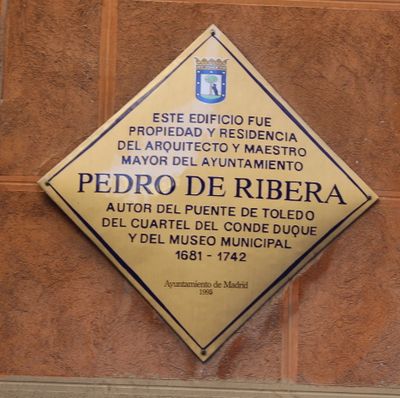 ESTE EDIFICIO FUE
PROPIEDAD Y RESIDENCIA
DEL ARQUITECTO Y MAESTRO
MAYOR DEL AYUNTAMIENTO
PEDRO DE RIBERA
AUTOR DEL PUENTE DE TOLEDO
DEL CUARTEL DEL CONDE DUQUE
Y DEL MUSEO MUNICIPAL
1681 - 1742
Ayuntamiento de Madrid